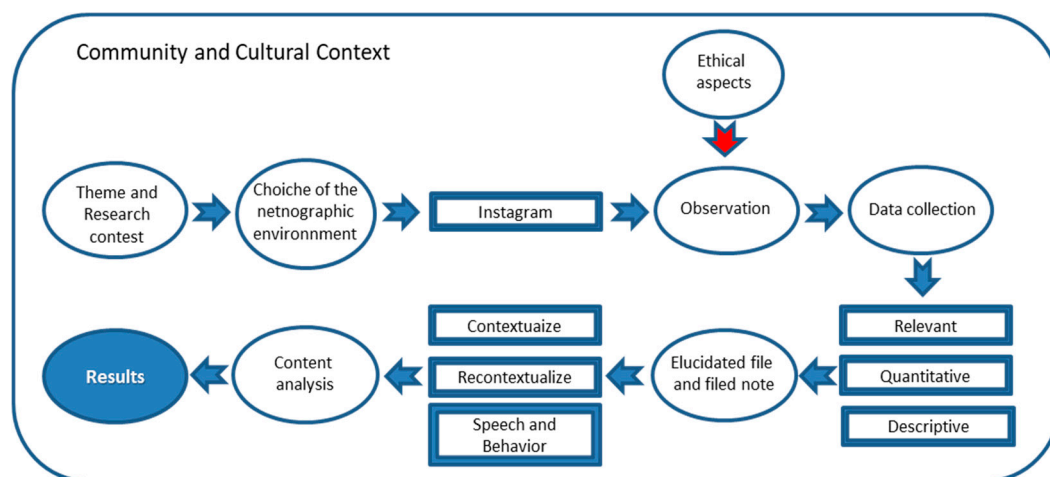 Community and Cultural Context
Ethical
aspects
Theme and
Research
contest
Choiche of the
netnographic
environnment
Instagram
Observation
Data collection
Relevant
Quantitative
Descriptive
Elucidated file
and filed note
Contextuaize
Recontextualize
Speech and
Behavior
Content
analysis
Results